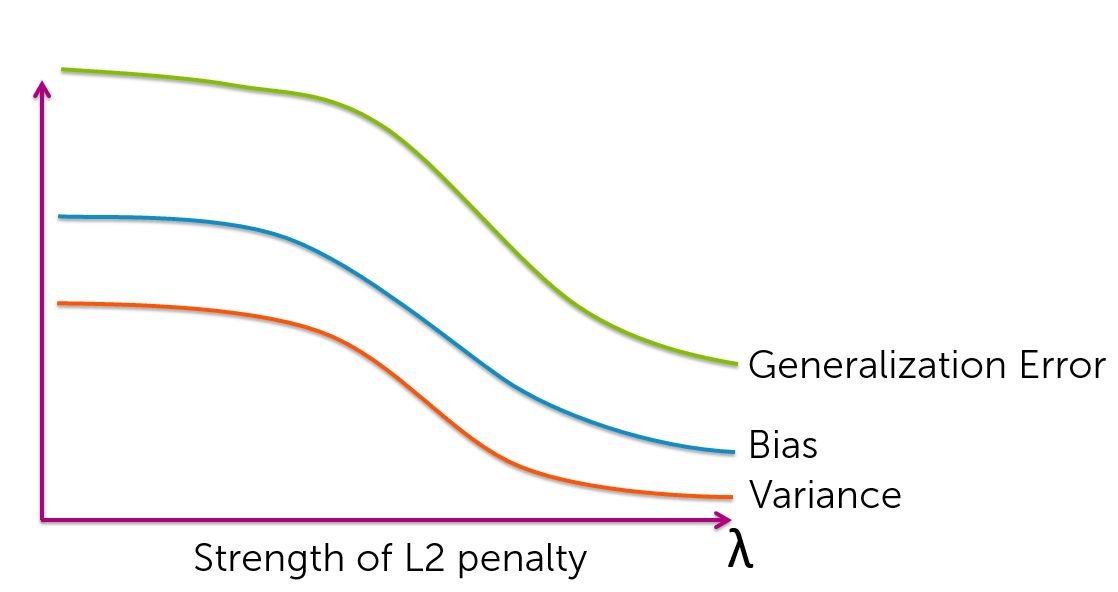 Generalization Error
Bias
Variance
λ
Strength of L2 penalty